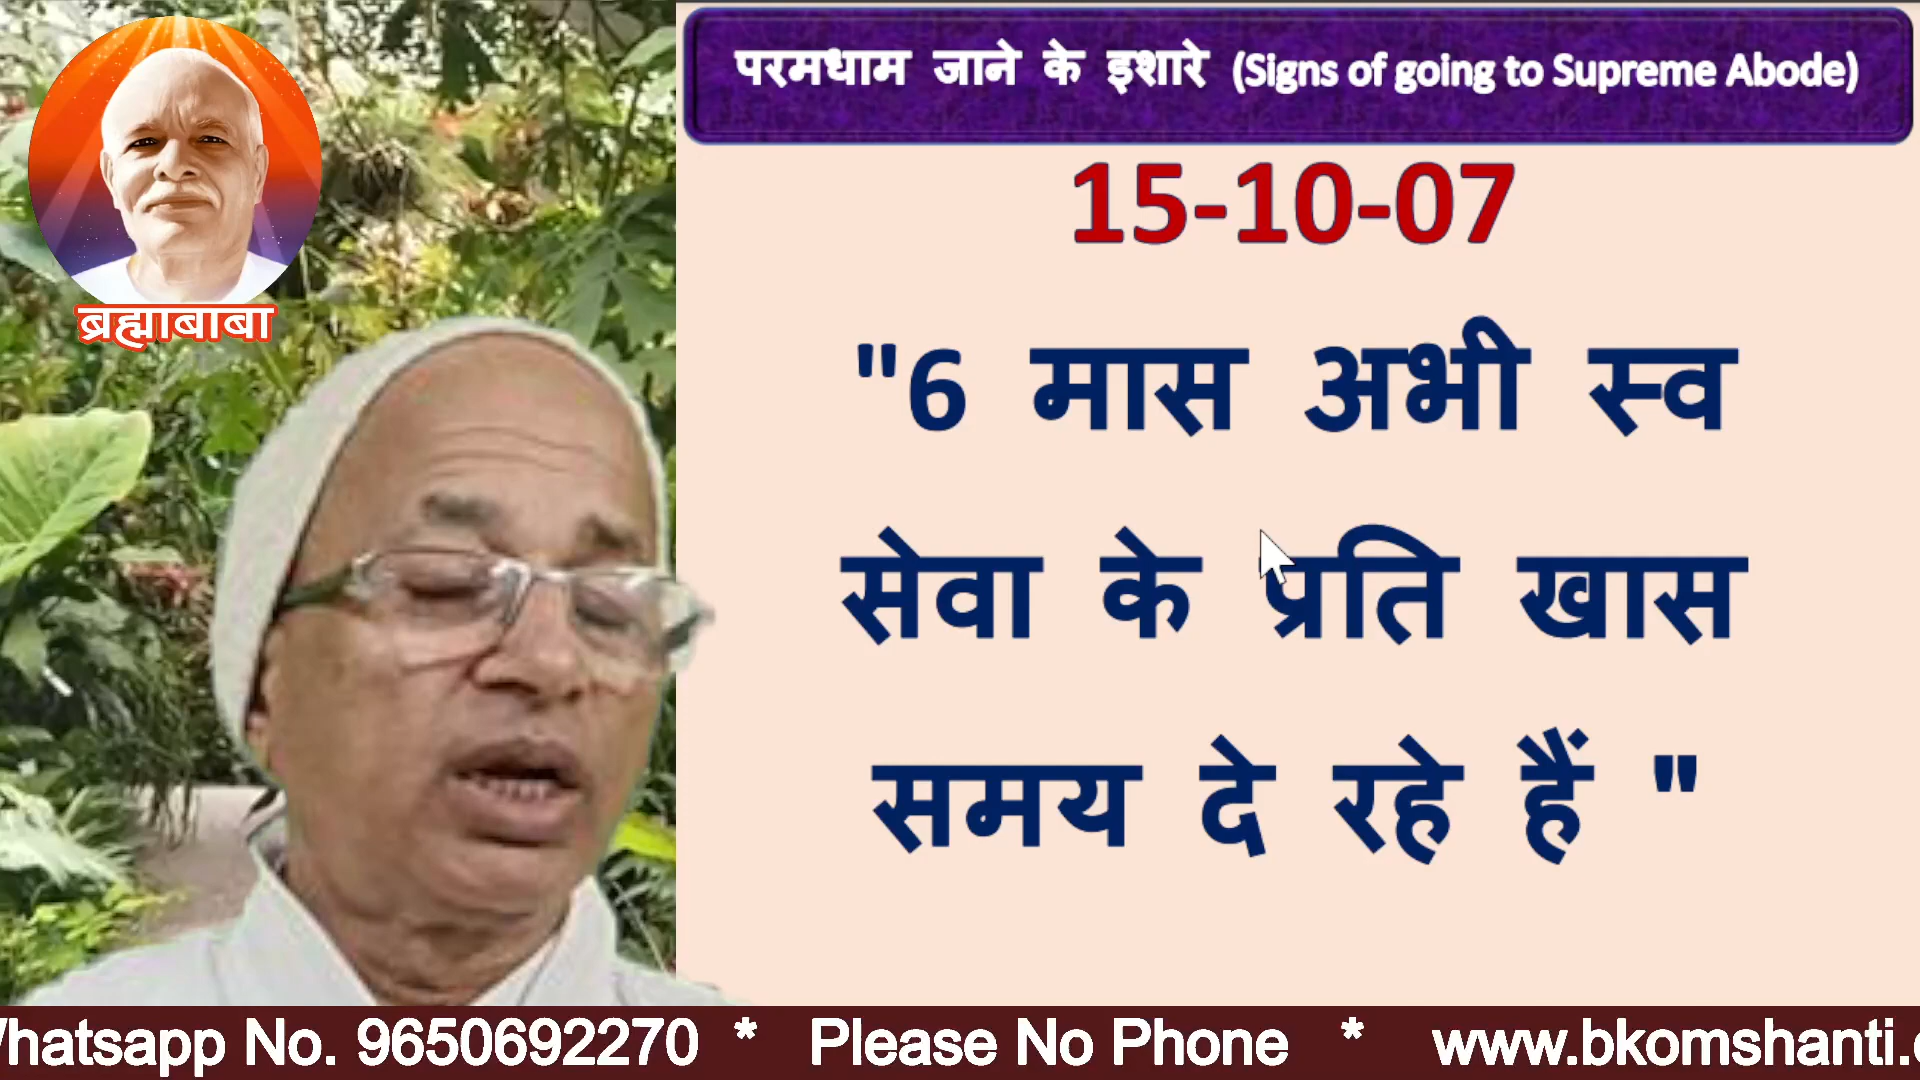 परमधाम जाने के इशारे (Signs of going to Supreme Abode)
ब्रह्माबाबा
15-10-07
"6 मास अभी स्व
सेवा के प्रति खास
समय दे रहे हैं "
Whatsapp No. 9650692270 * Please No Phone * www.bkomshanti.c